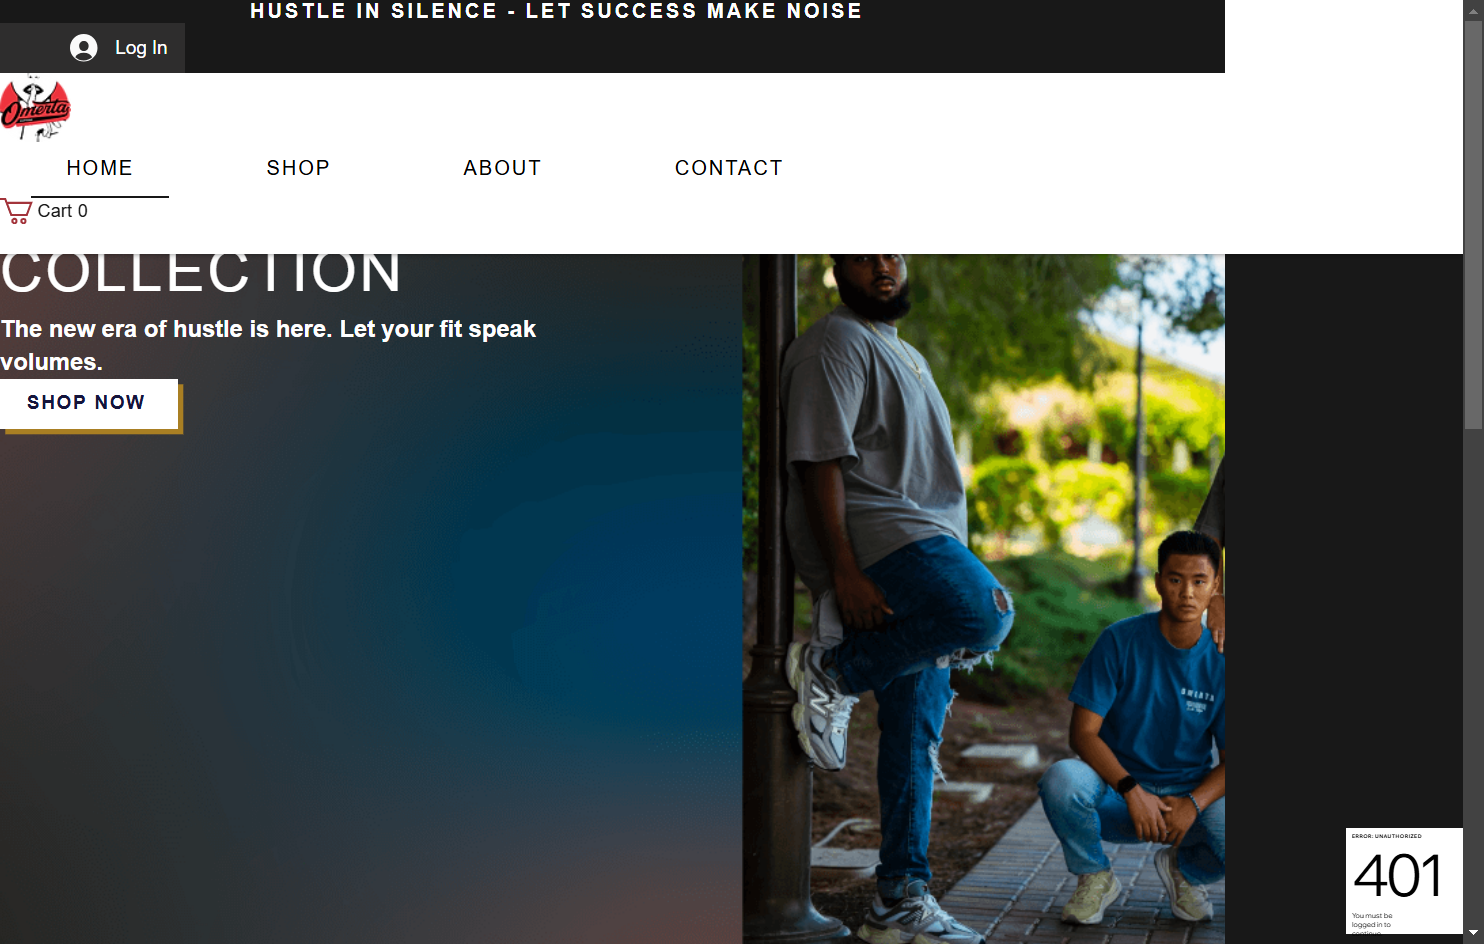 HUSTLE IN SILENCE - LET SUCCESS MAKE NOISE
Log In
Omerta
HOME SHOP ABOUT CONTACT
Cart 0
COLLECTION
The new era of hustle is here. Let your fit speak
volumes.
SHOP NOW
ERROR: UNAUTHORIZED
401
You must be
logged in to
continue